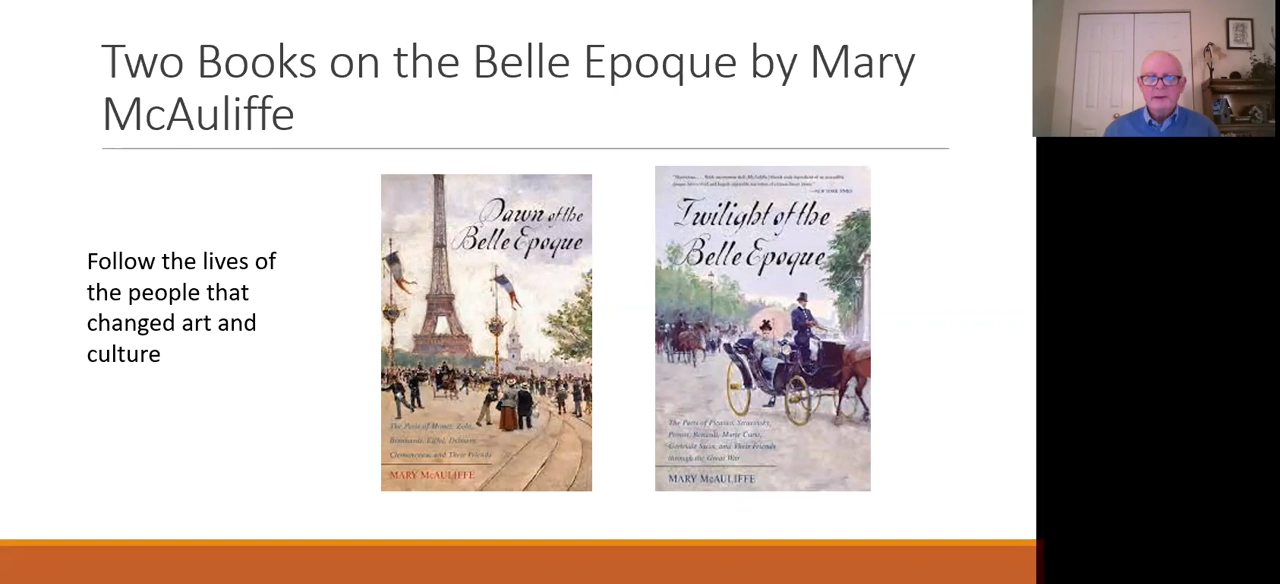 Two Books on the Belle Epoque by Mary
McAuliffe
Follow the lives of
the people that
changed art and
culture
Dawn of the
Belle Epoque
The Paris of Monet, Zola,
Bernhardt, Eiffel, Debussy,
Clemenceau, and Their Friends
MARY McAULIFFE
—NEW YORK TIMES
Twilight of the
Belle Epoque
The Paris of Picasso, Stravinsky,
Proust, Renault, Marie Curie,
Gertrude Stein, and Their Friends
through the Great War
MARY McAULIFFE